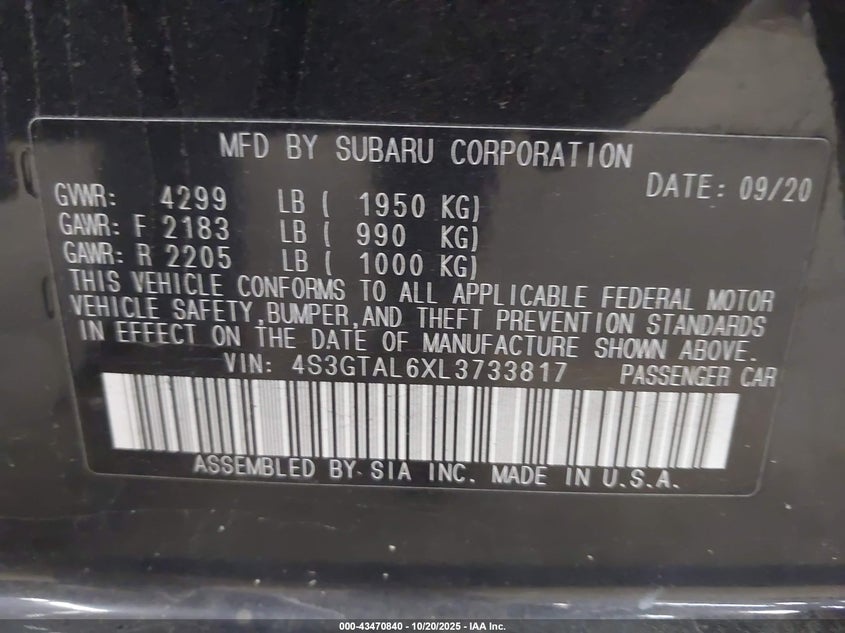 MFD BY SUBARU CORPORATION
DATE: 09/20
GVWR: 4299 LB ( 1950 KG)
GAWR: F 2183 LB ( 990 KG)
GAWR: R 2205 LB ( 1000 KG)
THIS VEHICLE CONFORMS TO ALL APPLICABLE FEDERAL MOTOR
VEHICLE SAFETY,BUMPER,AND THEFT PREVENTION STANDARDS
IN EFFECT ON THE DATE OF MANUFACTURE SHOWN ABOVE.
VIN: 4S3GTAL6XL3733817 PASSENGER CAR
ASSEMBLED BY SIA INC. MADE IN U.S.A.
000-43470840 - 10/20/2025 - IAA Inc.